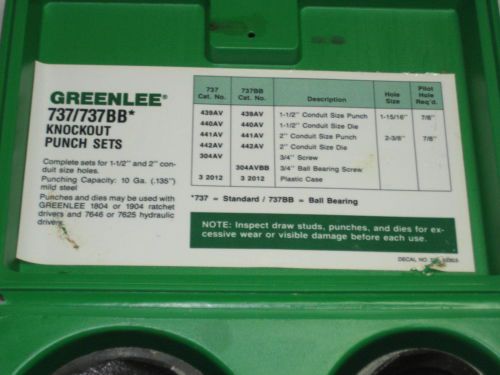 GREENLEE®
737/737BB*
KNOCKOUT
PUNCH SETS
Complete sets for 1-1/2" and 2" con-
duit size holes.
Punching Capacity: 10 Ga. (.135")
mild steel
Punches and dies may be used with
GREENLEE 1804 or 1904 ratchet
drivers and 7646 or 7625 hydraulic
drivers.
737 Cat. No. 737BB Cat. No. Description Hole Size Pilot Hole Req'd.
439AV 439AV 1-1/2" Conduit Size Punch 1-15/16" 7/8"
440AV 440AV 1-1/2" Conduit Size Die
441AV 441AV 2" Conduit Size Punch 2-3/8" 7/8"
442AV 442AV 2" Conduit Size Die
304AV 3/4" Screw
304AVBB 3/4" Ball Bearing Screw
3 2012 3 2012 Plastic Case
*737 = Standard / 737BB = Ball Bearing
NOTE: Inspect draw studs, punches, and dies for ex-
cessive wear or visible damage before each use.
DECAL NO.